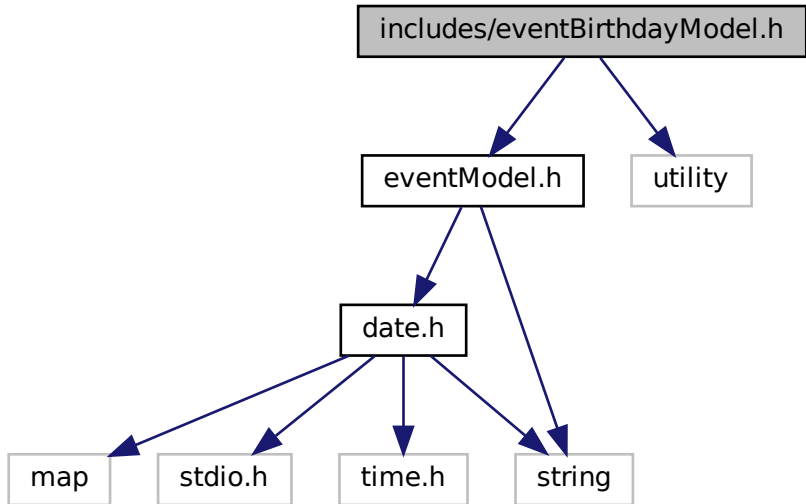 includes/eventBirthdayModel.h
eventModel.h
utility
date.h
map
stdio.h
time.h
string